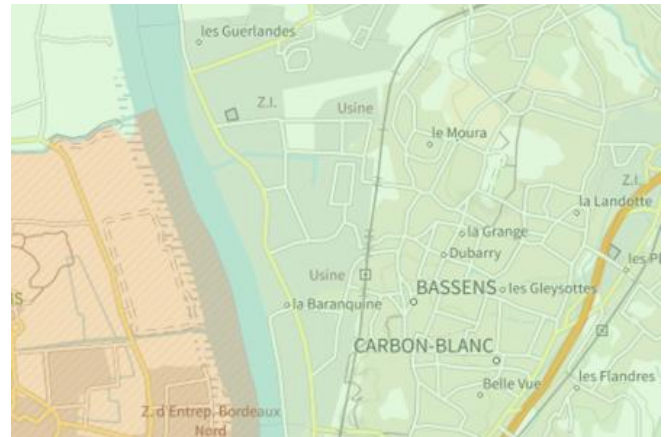 les Guerlandes
Z.I.
Usine
le Moura
Z.I.
la Landotte
la Grange
Dubarry
les Pl
Usine
BASSENS
les Gleysottes
la Baranquine
S
CARBON-BLANC
Belle Vue
les Flandres
Z. d'Entrep. Bordeaux
Nord